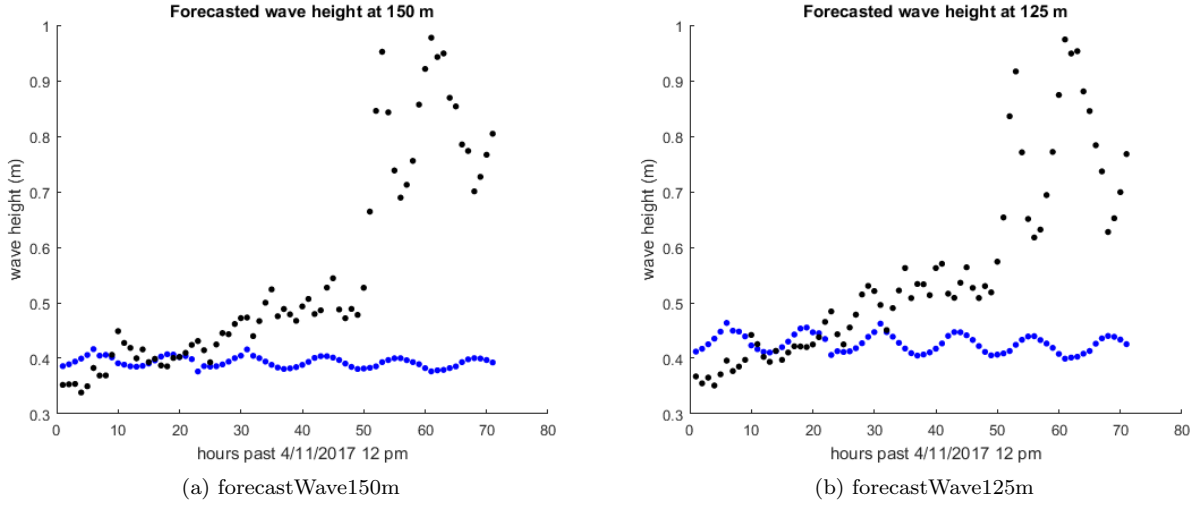 Forecasted wave height at 150 m
1
0.9
0.8
0.7
0.6
0.5
0.4
0.3
wave height (m)
0 10 20 30 40 50 60 70 80
hours past 4/11/2017 12 pm
(a) forecastWave150m
Forecasted wave height at 125 m
1
0.9
0.8
0.7
0.6
0.5
0.4
0.3
wave height (m)
0 10 20 30 40 50 60 70 80
hours past 4/11/2017 12 pm
(b) forecastWave125m